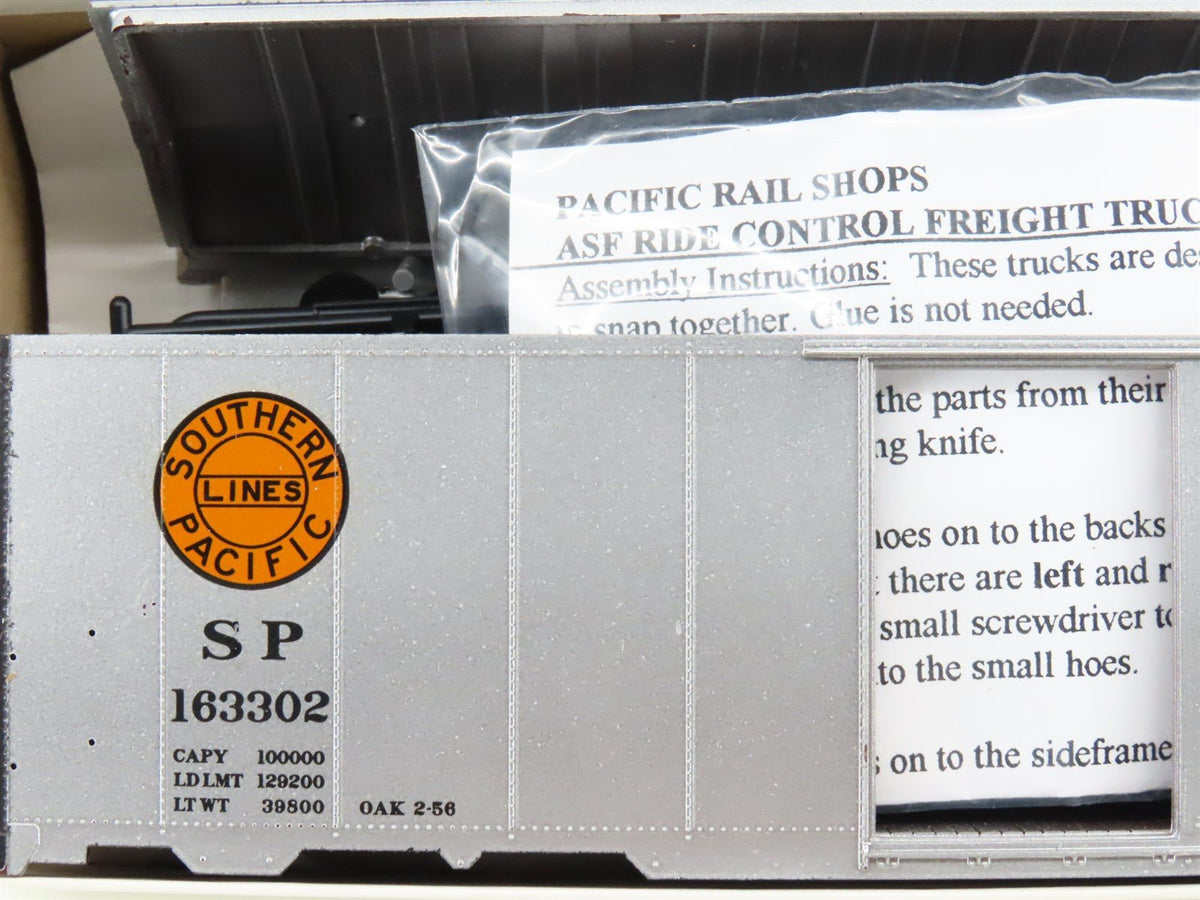 PACIFIC RAIL SHOPS
ASF RIDE CONTROL FREIGHT TRUC
Assembly Instructions: These trucks are des
snap together. Glue is not needed.
the parts from their
ng knife.
hoes on to the backs
there are left and r
small screwdriver to
to the small hoes.
s on to the sideframe
SOUTHERN
LINES
PACIFIC
SP
163302
CAPY 100000
LD LMT 129200
LT WT 39800 OAK 2-56